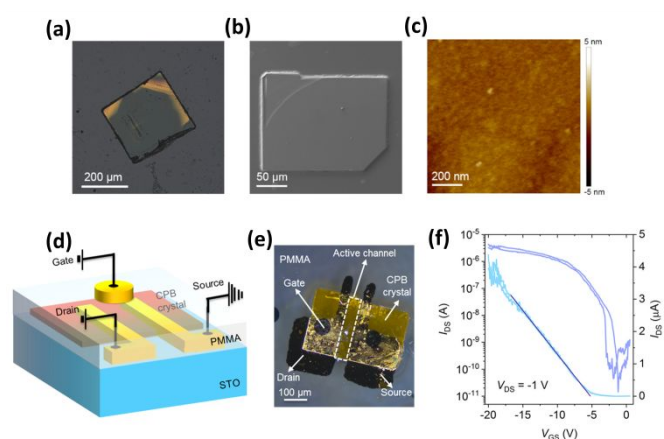 (a)
200 μm
(b)
50 μm
(c)
5 nm
-5 nm
200 nm
(d)
Gate
Source
CPB
crystal
Drain
PMMA
STO
(e)
PMMA
Active channel
Gate
CPB
crystal
Drain
Source
100 μm
(f)
10⁻⁵
10⁻⁶
10⁻⁷
10⁻⁸
10⁻⁹
10⁻¹⁰
10⁻¹¹
I_DS (A)
5
4
3
2
1
0
I_DS (μA)
V_DS = -1 V
-20 -15 -10 -5 0
V_GS (V)